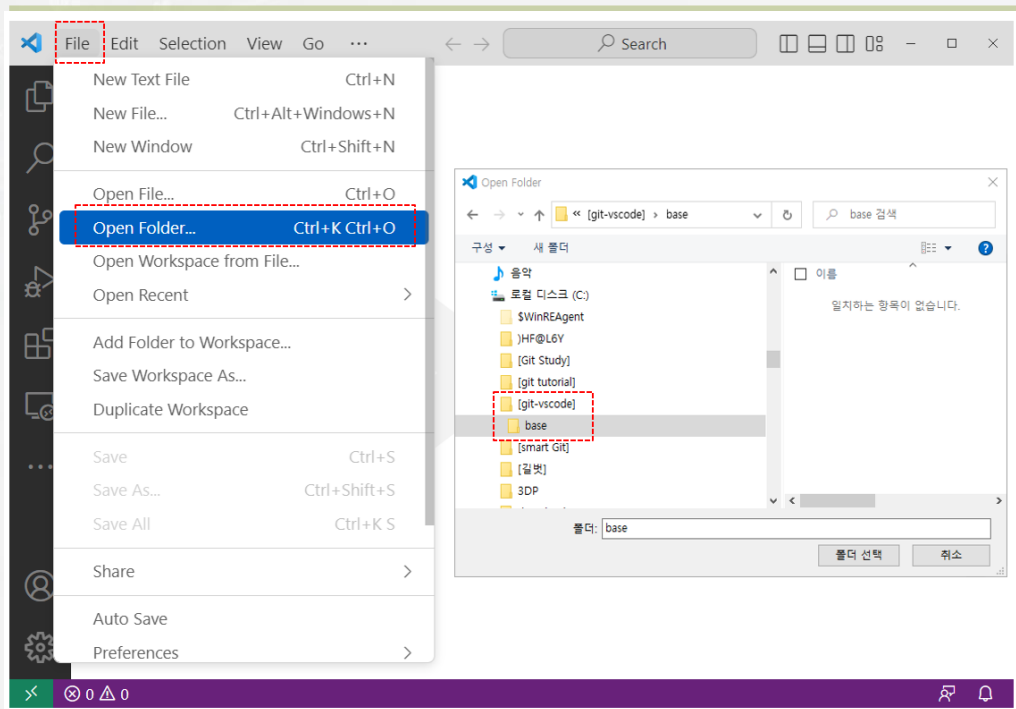 File Edit Selection View Go ...
Search
New Text File Ctrl+N
New File... Ctrl+Alt+Windows+N
New Window Ctrl+Shift+N
Open File... Ctrl+O
Open Folder... Ctrl+K Ctrl+O
Open Workspace from File...
Open Recent
Add Folder to Workspace...
Save Workspace As...
Duplicate Workspace
Save Ctrl+S
Save As... Ctrl+Shift+S
Save All Ctrl+K S
Share
Auto Save
Preferences
0 0
Open Folder
« [git-vscode] › base
base 검색
구성 새 폴더
음악
로컬 디스크 (C:)
$WinREAgent
)HF@L6Y
[Git Study]
[git tutorial]
[git-vscode]
base
[smart Git]
[길벗]
3DP
이름
일치하는 항목이 없습니다.
폴더: base
폴더 선택 취소